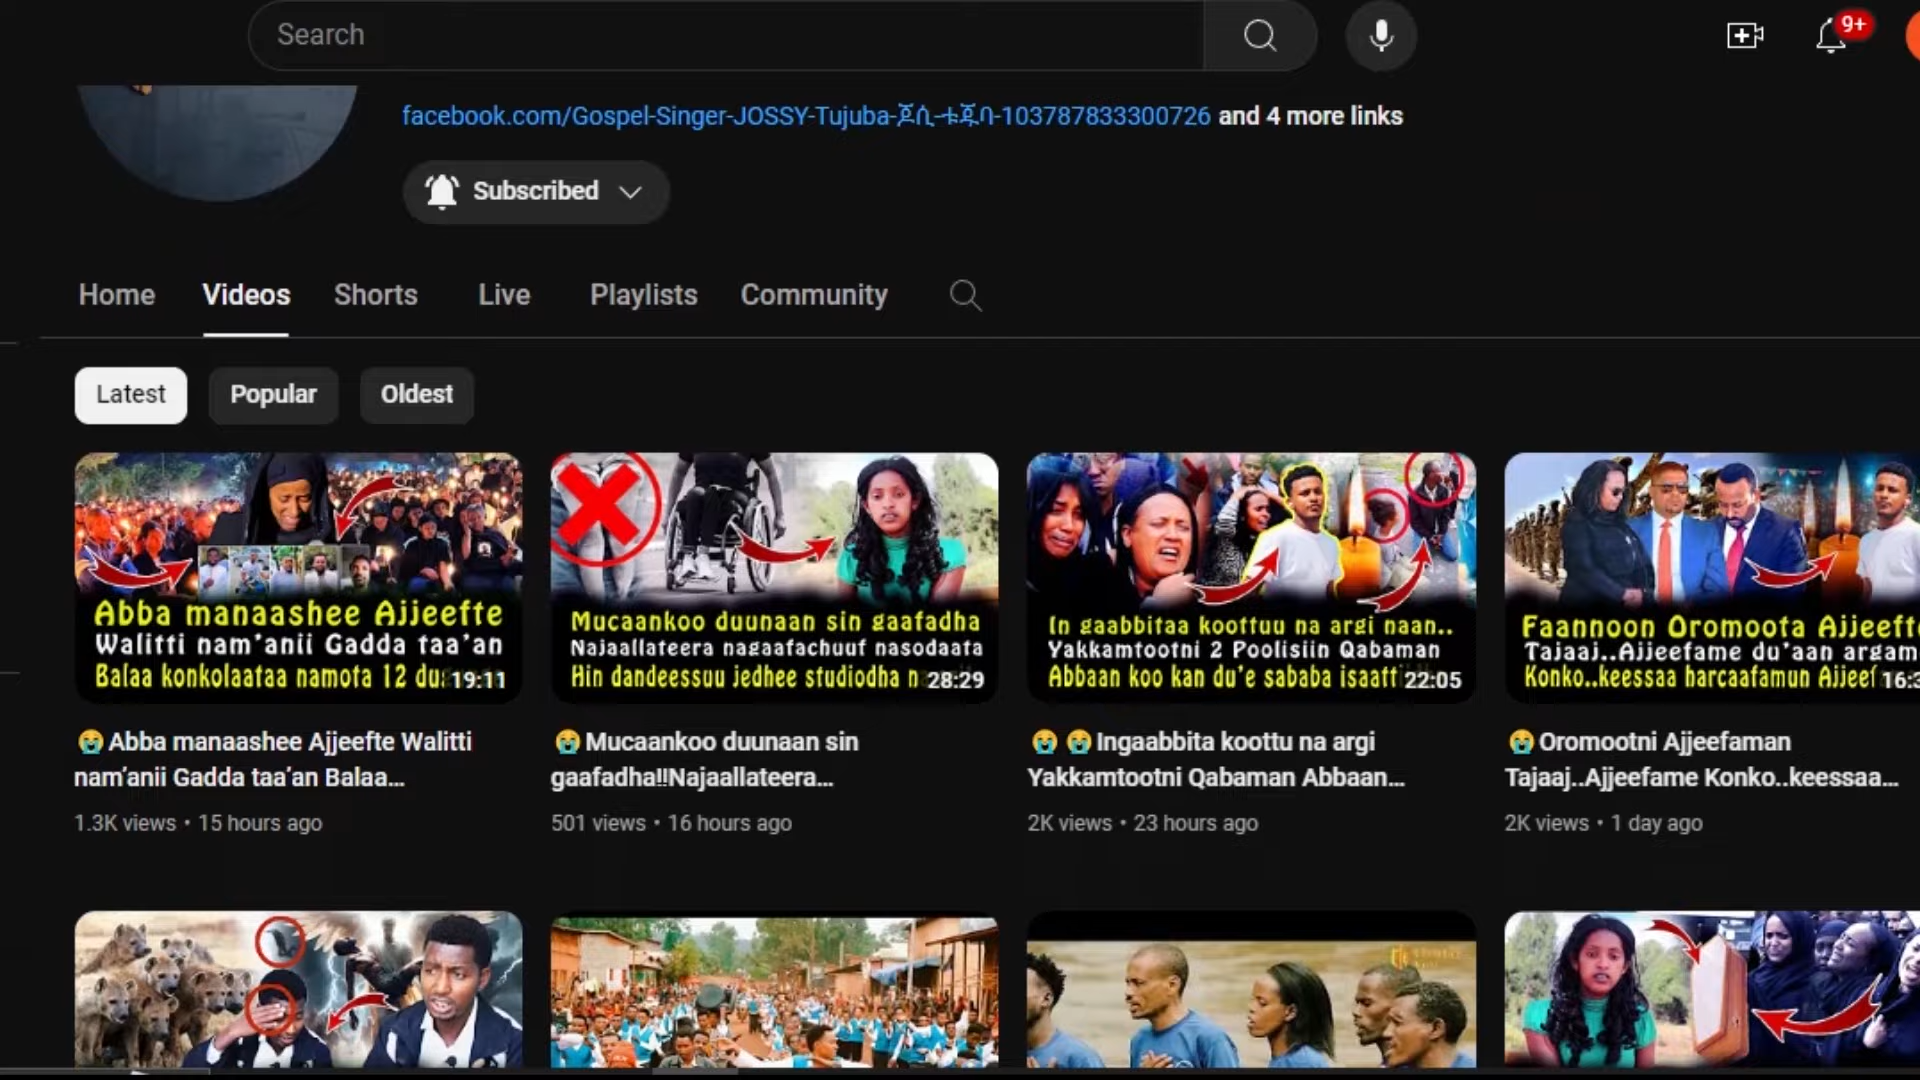 Search
9+
facebook.com/Gospel-Singer-JOSSY-Tujuba-ጆሲ-ቱጁባ-103787833300726 and 4 more links
Subscribed
Home Videos Shorts Live Playlists Community
Latest Popular Oldest
Abba manaashee Ajjeefte
Walitti nam'anii Gadda taa'an
Balaa konkolaataa namota 12 du
19:11
Mucaankoo duunaan sin gaafadha
Najaallateera nagaafachuuf nasodaata
Hin dandeessuu jedhee studiodha n
28:29
In gaabbitaa koottuu na argi naan..
Yakkamtootni 2 Poolisiin Qabaman
Abbaan koo kan du'e sababa isaatt
22:05
Faannoon Oromoota Ajjeefte
Tajaaj..Ajjeefame du'aan argam
Konko..keessaa harcaafamun Ajjeef
16:3
😭Abba manaashee Ajjeefte Walitti
nam'anii Gadda taa'an Balaa...
1.3K views • 15 hours ago
😭Mucaankoo duunaan sin
gaafadha!!Najaallateera...
501 views • 16 hours ago
😭 😭Ingaabbita koottu na argi
Yakkamtootni Qabaman Abbaan...
2K views • 23 hours ago
😭Oromootni Ajjeefaman
Tajaaj..Ajjeefame Konko..keessaa...
2K views • 1 day ago